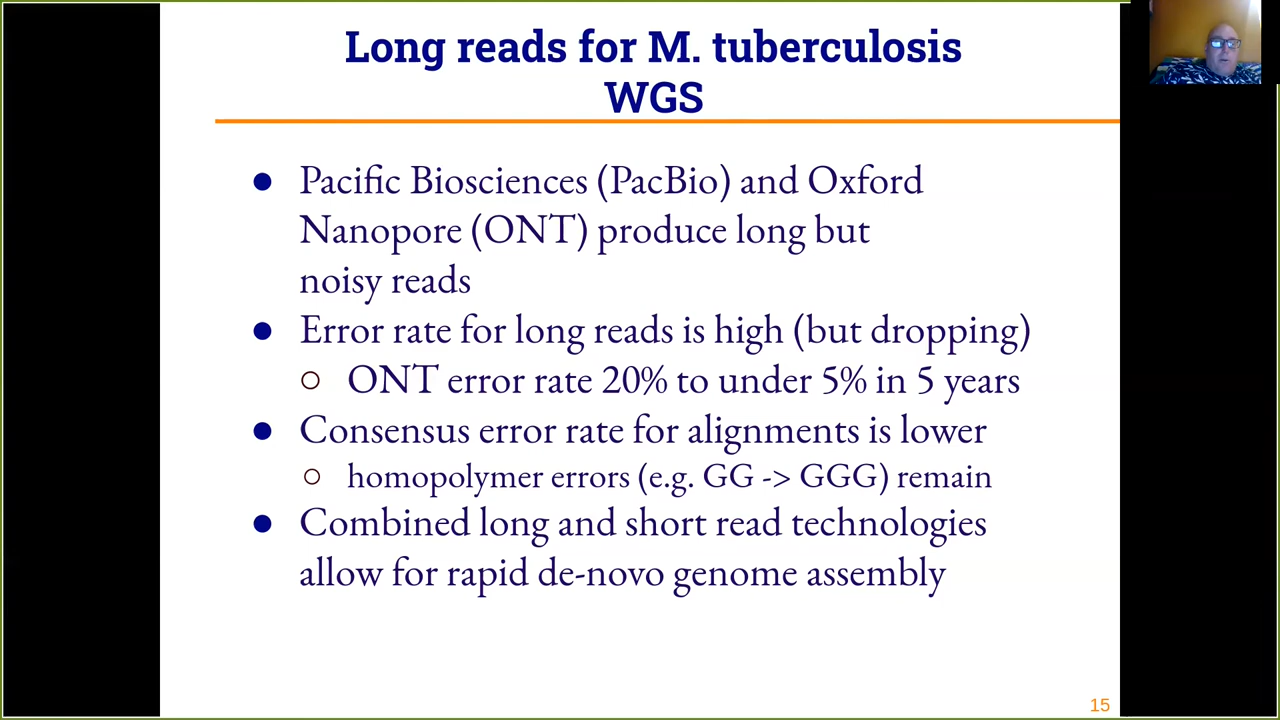 Long reads for M. tuberculosis
WGS
● Pacific Biosciences (PacBio) and Oxford
Nanopore (ONT) produce long but
noisy reads
● Error rate for long reads is high (but dropping)
○ ONT error rate 20% to under 5% in 5 years
● Consensus error rate for alignments is lower
○ homopolymer errors (e.g. GG -> GGG) remain
● Combined long and short read technologies
allow for rapid de-novo genome assembly
15